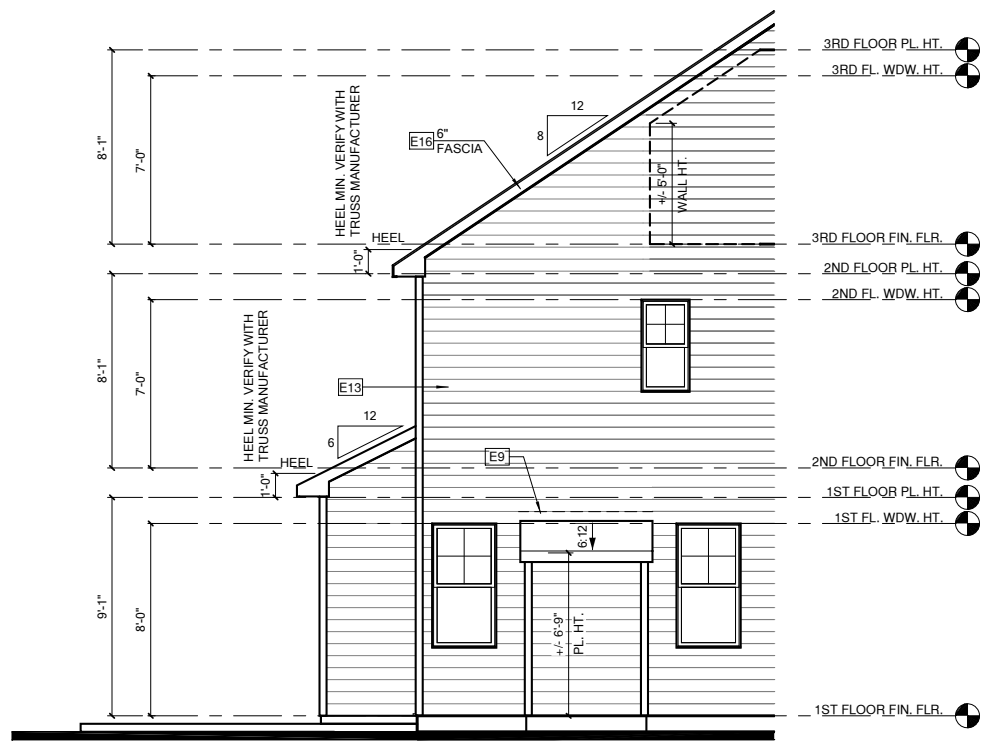 3RD FLOOR PL. HT.
3RD FL. WDW. HT.
12
8
HEEL MIN. VERIFY WITH
TRUSS MANUFACTURER
E16
6"
FASCIA
8'-1"
7'-0"
+/- 5'-0"
WALL HT.
HEEL
1'-0"
3RD FLOOR FIN. FLR.
2ND FLOOR PL. HT.
2ND FL. WDW. HT.
HEEL MIN. VERIFY WITH
TRUSS MANUFACTURER
8'-1"
7'-0"
E13
12
6
HEEL
1'-0"
E9
2ND FLOOR FIN. FLR.
1ST FLOOR PL. HT.
1ST FL. WDW. HT.
6:12
9'-1"
8'-0"
+/- 6'-9"
PL. HT.
1ST FLOOR FIN. FLR.